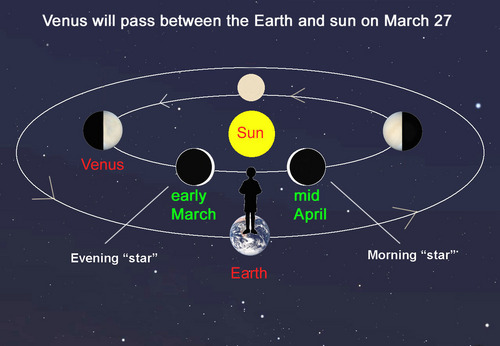 Venus will pass between the Earth and sun on March 27
Sun
Venus
early
March
mid
April
Evening “star”
Morning “star”
Earth